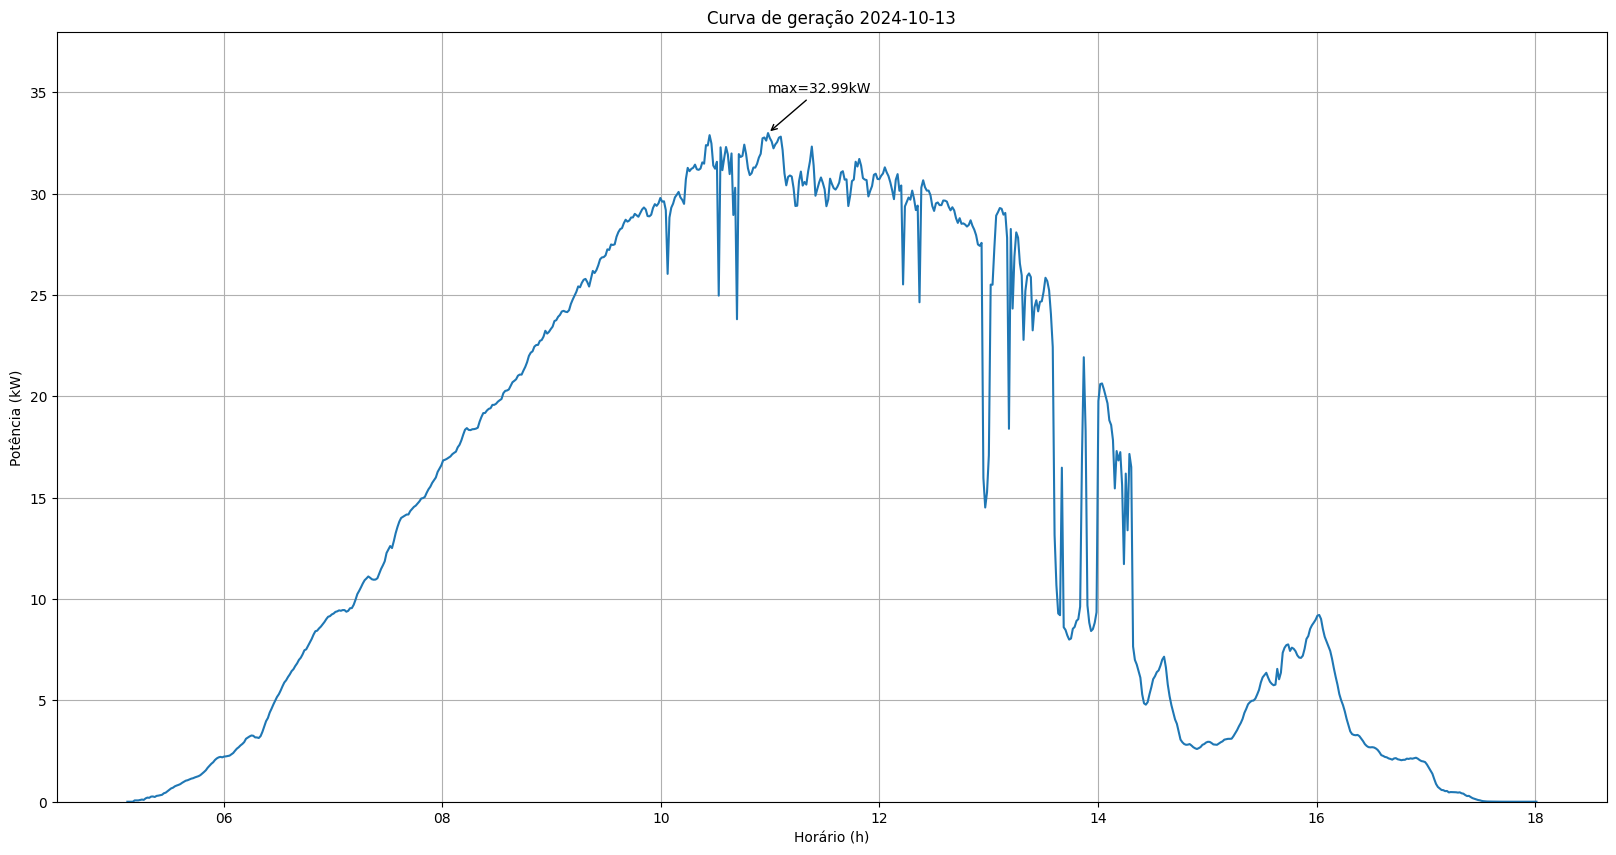 Curva de geração 2024-10-13
max=32.99kW
35
30
25
20
15
10
5
0
Potência (kW)
06 08 10 12 14 16 18
Horário (h)